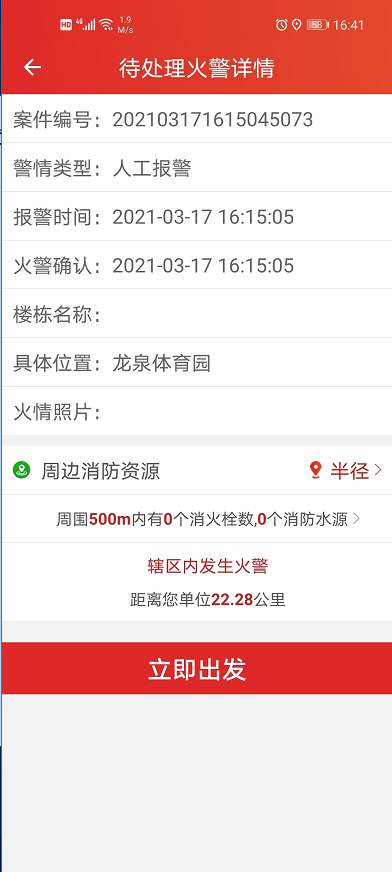 HD 4G 1.9 M/s 58 16:41
待处理火警详情
案件编号：202103171615045073
警情类型：人工报警
报警时间：2021-03-17 16:15:05
火警确认：2021-03-17 16:15:05
楼栋名称：
具体位置：龙泉体育园
火情照片：
周边消防资源 半径
周围500m内有0个消火栓数,0个消防水源
辖区内发生火警
距离您单位22.28公里
立即出发